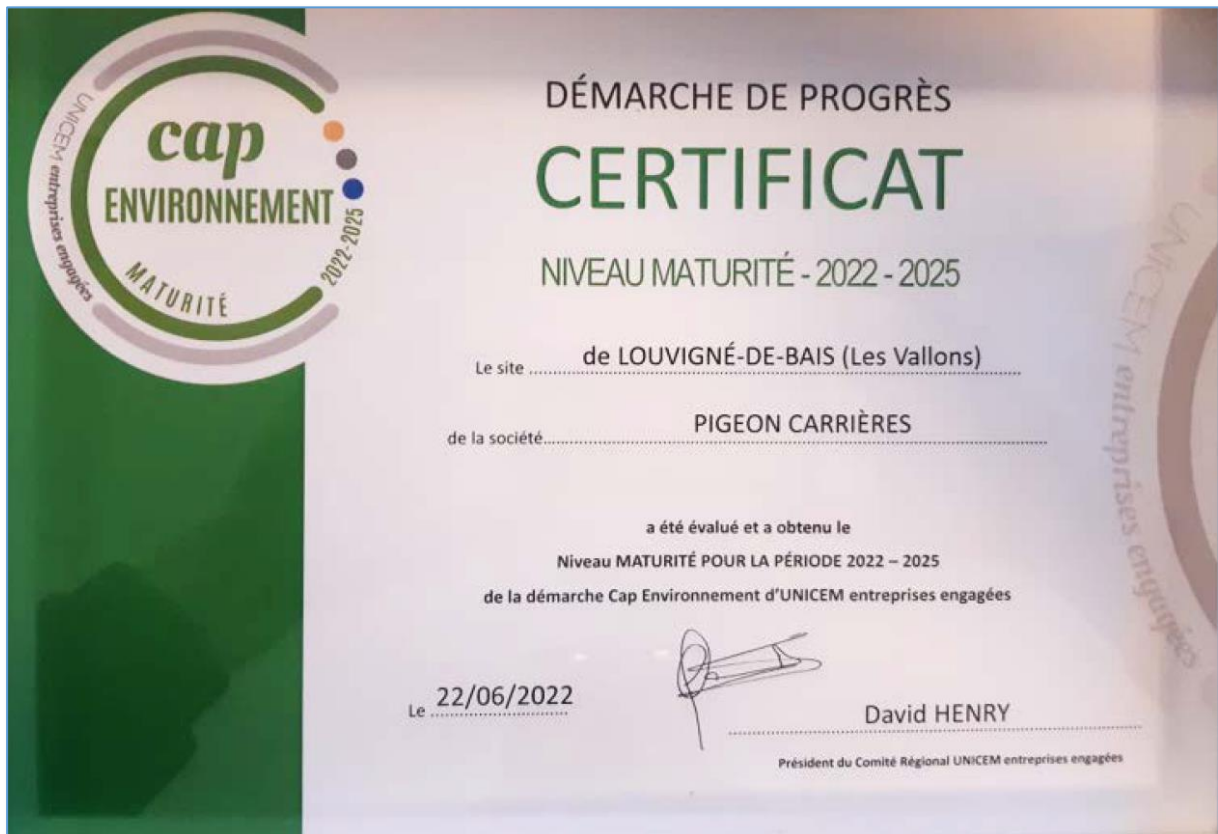 cap
ENVIRONNEMENT
MATURITÉ
2022-2025
UNICEM entreprises engagées
DÉMARCHE DE PROGRÈS
CERTIFICAT
NIVEAU MATURITÉ - 2022 - 2025
Le site de LOUVIGNÉ-DE-BAIS (Les Vallons)
de la société PIGEON CARRIÈRES
a été évalué et a obtenu le
Niveau MATURITÉ POUR LA PÉRIODE 2022 – 2025
de la démarche Cap Environnement d'UNICEM entreprises engagées
Le 22/06/2022
David HENRY
Président du Comité Régional UNICEM entreprises engagées
UNICEM entreprises engagées